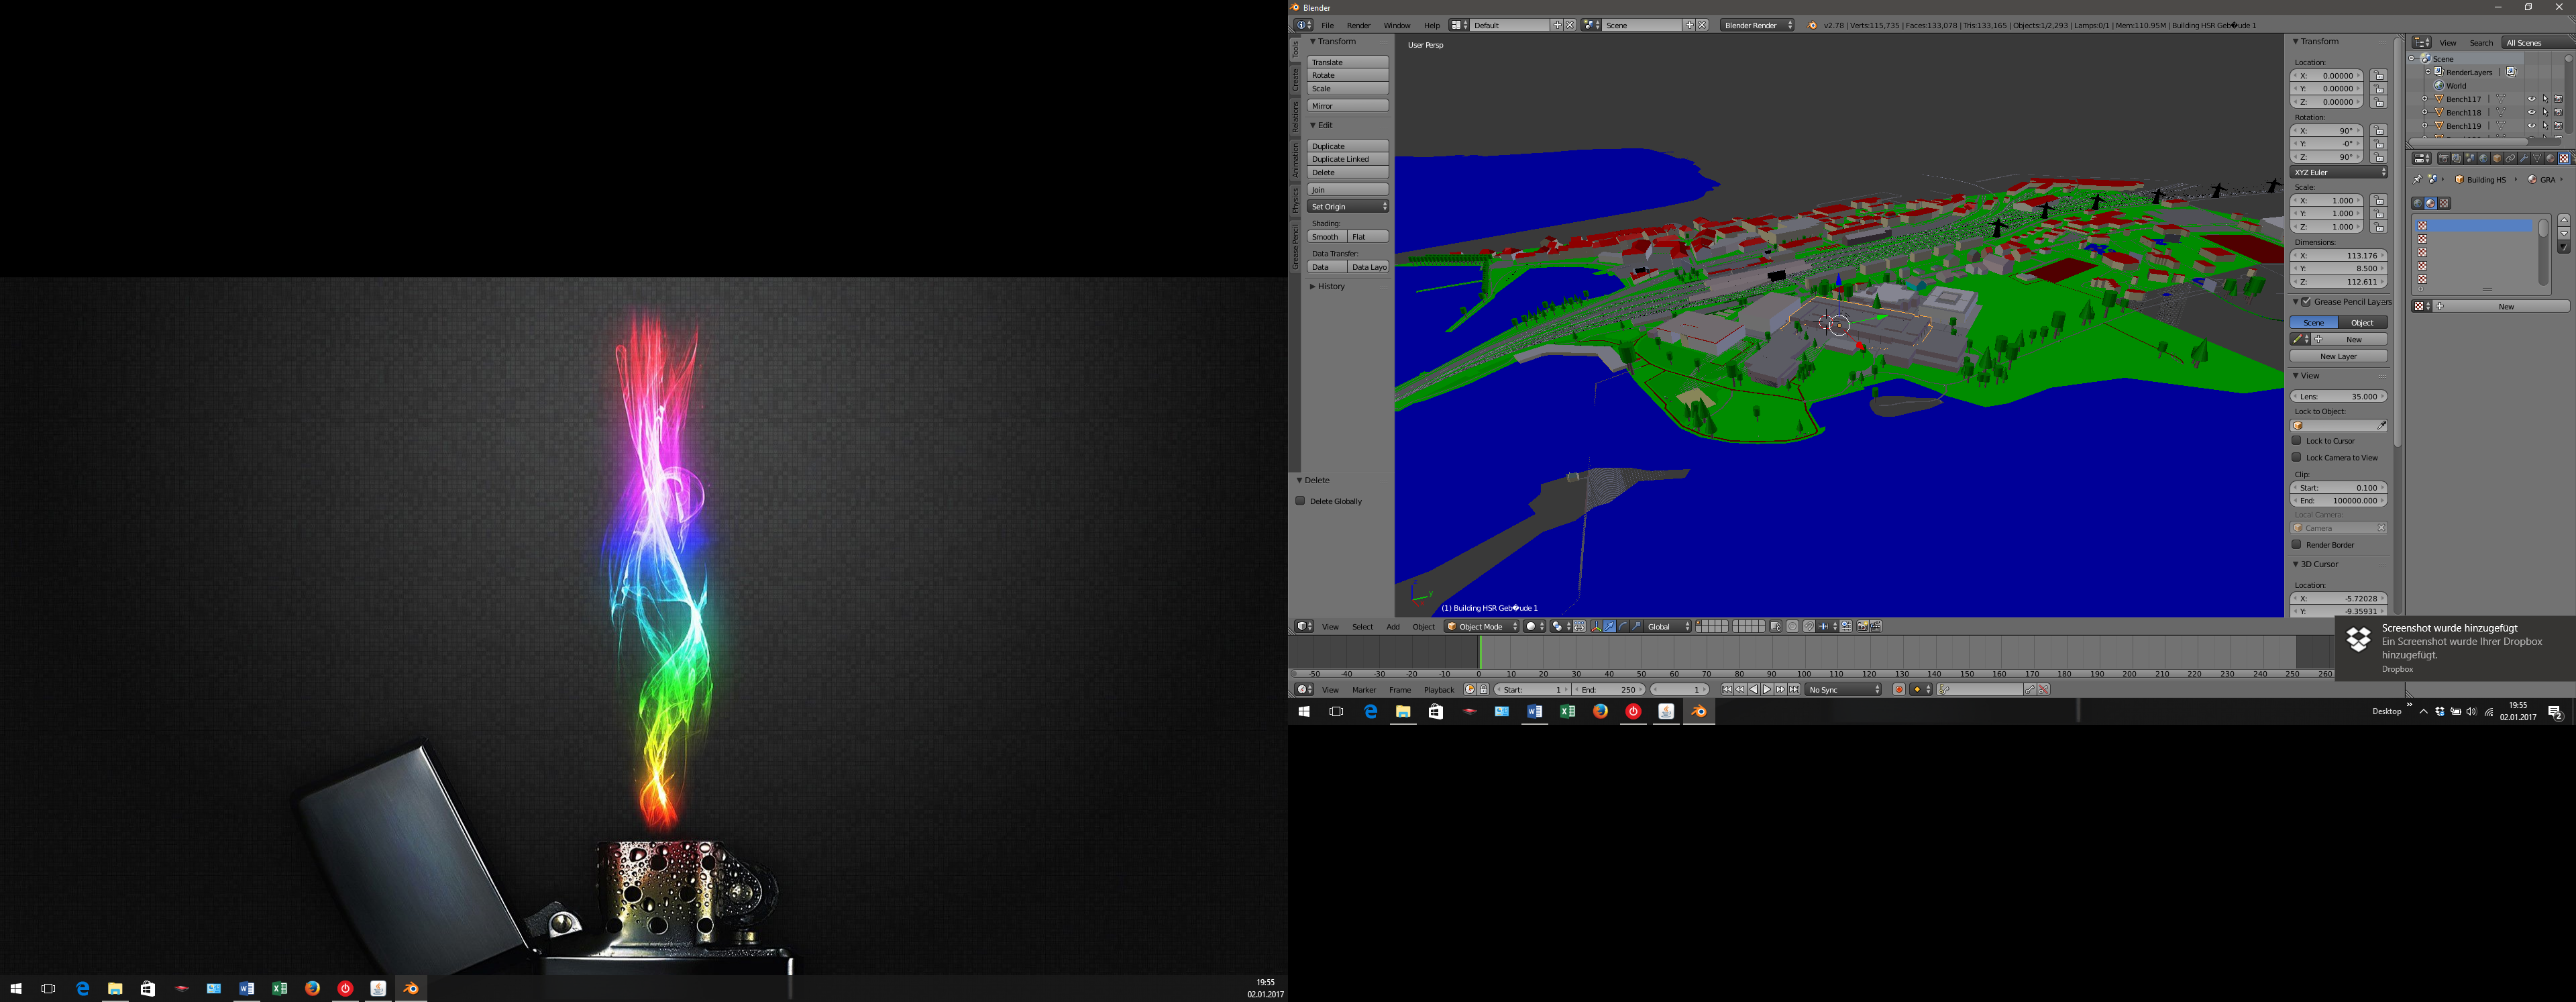 Blender
File Render Window Help Default Scene Blender Render v2.78 | Verts:115,735 | Faces:133,078 | Tris:133,165 | Objects:1/2,293 | Lamps:0/1 | Mem:110.95M | Building HSR Geb�ude 1
Tools
Create
Relations
Animation
Physics
Grease Pencil
Transform
Translate
Rotate
Scale
Mirror
Edit
Duplicate
Duplicate Linked
Delete
Join
Set Origin
Shading:
Smooth Flat
Data Transfer:
Data Data Layo
History
Delete
Delete Globally
User Persp
(1) Building HSR Geb�ude 1
Transform
Location:
X: 0.00000
Y: 0.00000
Z: 0.00000
Rotation:
X: 90°
Y: -0°
Z: 90°
XYZ Euler
Scale:
X: 1.000
Y: 1.000
Z: 1.000
Dimensions:
X: 113.176
Y: 8.500
Z: 112.611
Grease Pencil Layers
Scene Object
New
New Layer
View
Lens: 35.000
Lock to Object:
Lock to Cursor
Lock Camera to View
Clip:
Start: 0.100
End: 100000.000
Local Camera:
Camera
Render Border
3D Cursor
Location:
X: -5.72028
Y: -9.35931
View Search All Scenes
Scene
RenderLayers
World
Bench117
Bench118
Bench119
Building HS GRA
New
View Select Add Object Object Mode Global
-50 -40 -30 -20 -10 0 10 20 30 40 50 60 70 80 90 100 110 120 130 140 150 160 170 180 190 200 210 220 230 240 250 260
View Marker Frame Playback Start: 1 End: 250 1 No Sync
Screenshot wurde hinzugefügt
Ein Screenshot wurde Ihrer Dropbox
hinzugefügt.
Dropbox
Desktop
19:55
02.01.2017
2
19:55
02.01.2017